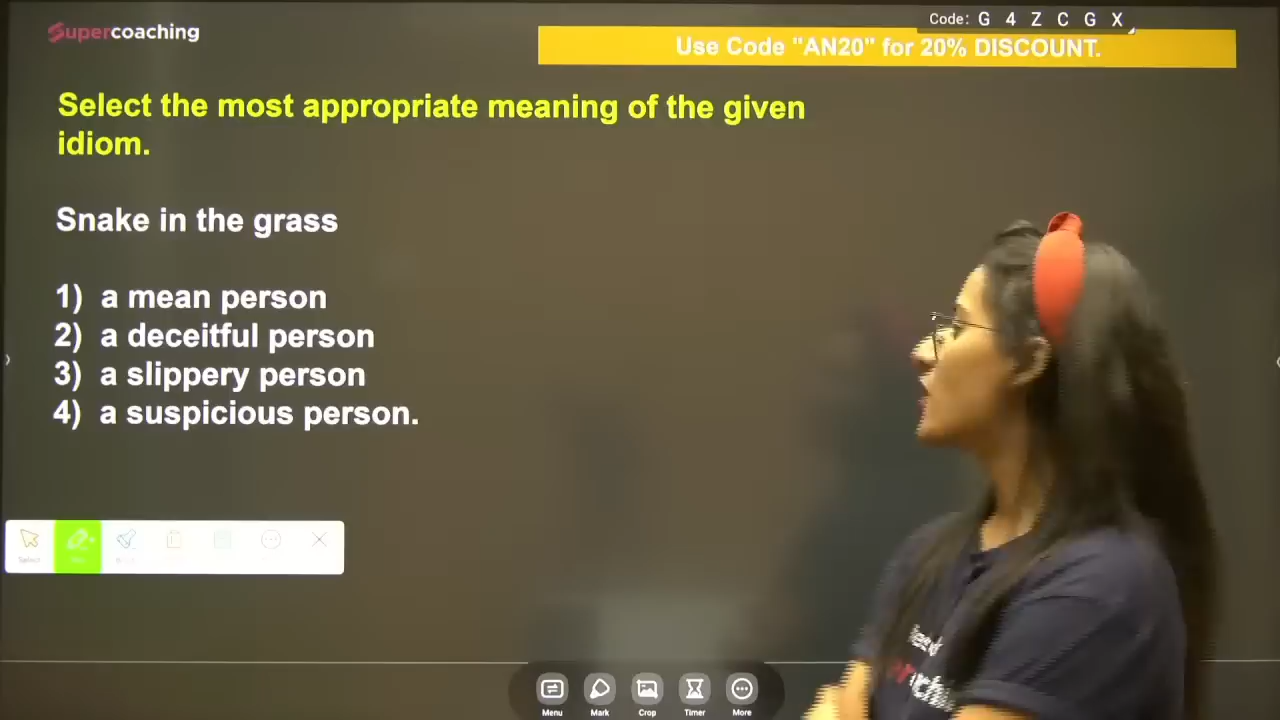 Supercoaching
Code: G 4 Z C G X
Use Code "AN20" for 20% DISCOUNT.
Select the most appropriate meaning of the given
idiom.
Snake in the grass
1) a mean person
2) a deceitful person
3) a slippery person
4) a suspicious person.
Select
Menu
Mark
Crop
Timer
More